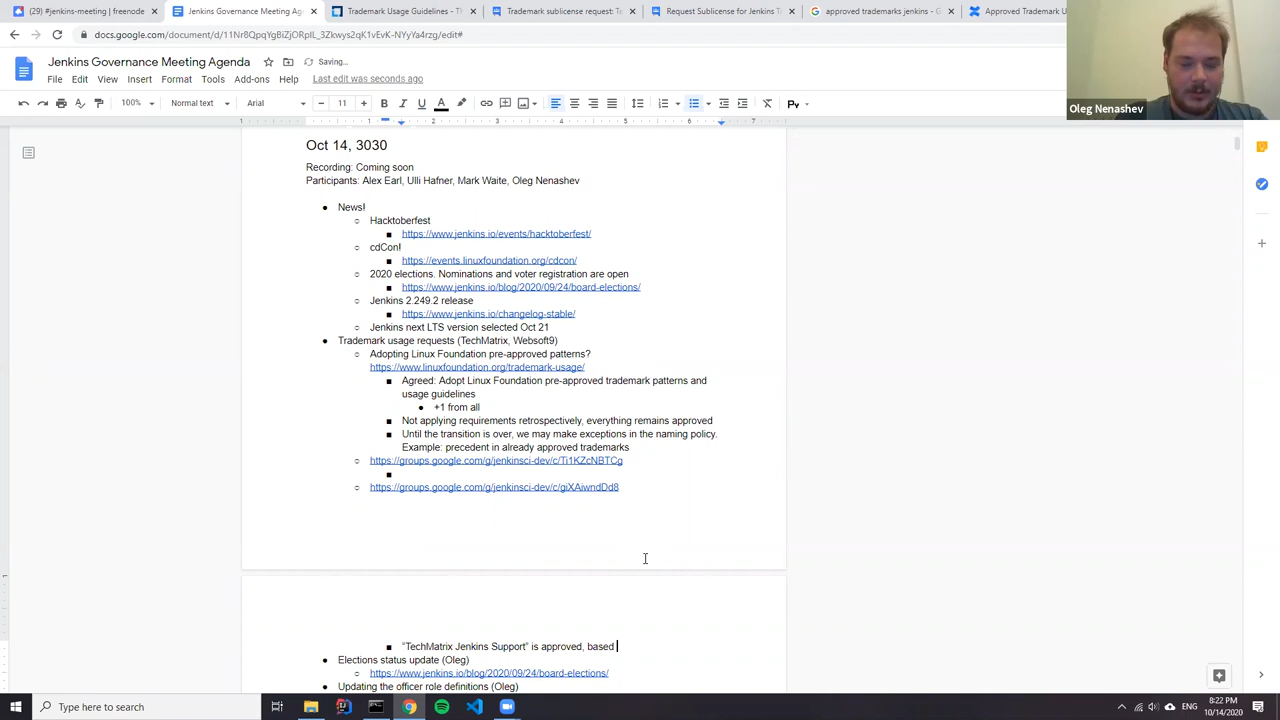 (29) #jenkins-meeting | freenode
Jenkins Governance Meeting Age
Trademark Usage Guidelines - Th
Trademark sublicense request: Te
Request Sublicense for Jenkins T
approved trademarks jenkins - G
Approved Trademark U
docs.google.com/document/d/
Jenkins Governance Meeting Agenda
Saving...
File Edit View Insert Format Tools Add-ons Help Last edit was seconds ago
100% Normal text Arial 11
1 1 2 3 4 5 6 7
Oleg Nenashev
Oct 14, 3030
Recording: Coming soon
Participants: Alex Earl, Ulli Hafner, Mark Waite, Oleg Nenashev
● News!
○ Hacktoberfest
■ https://www.jenkins.io/events/hacktoberfest/
○ cdCon!
■ https://events.linuxfoundation.org/cdcon/
○ 2020 elections. Nominations and voter registration are open
■ https://www.jenkins.io/blog/2020/09/24/board-elections/
○ Jenkins 2.249.2 release
■ https://www.jenkins.io/changelog-stable/
○ Jenkins next LTS version selected Oct 21
● Trademark usage requests (TechMatrix, Websoft9)
○ Adopting Linux Foundation pre-approved patterns?
https://www.linuxfoundation.org/trademark-usage/
■ Agreed: Adopt Linux Foundation pre-approved trademark patterns and
usage guidelines
● +1 from all
■ Not applying requirements retrospectively, everything remains approved
■ Until the transition is over, we may make exceptions in the naming policy.
Example: precedent in already approved trademarks
○ https://groups.google.com/g/jenkinsci-dev/c/Ti1KZcNBTCg
■
○ https://groups.google.com/g/jenkinsci-dev/c/giXAiwndDd8
■ “TechMatrix Jenkins Support” is approved, based
● Elections status update (Oleg)
○ https://www.jenkins.io/blog/2020/09/24/board-elections/
● Updating the officer role definitions (Oleg)
Type here to search
ENG
8:22 PM
10/14/2020